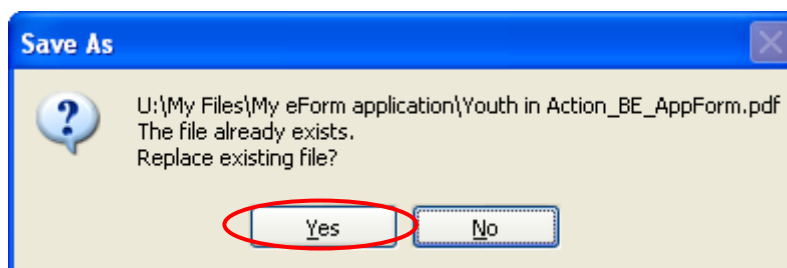 Save As
U:\My Files\My eForm application\Youth in Action_BE_AppForm.pdf
The file already exists.
Replace existing file?
Yes
No